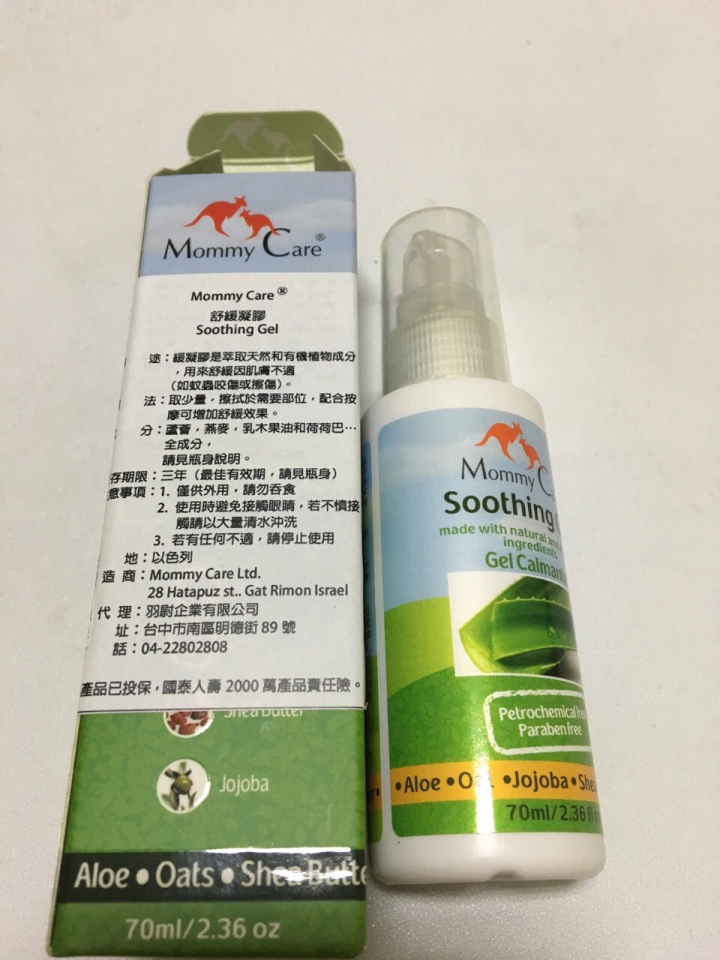 Mommy Care®
Mommy Care ®
舒緩凝膠
Soothing Gel
途：緩凝膠是萃取天然和有機植物成分
，用來舒緩因肌膚不適
（如蚊蟲咬傷或擦傷）。
法：取少量，擦拭於需要部位，配合按
摩可增加舒緩效果。
分：蘆薈，燕麥，乳木果油和荷荷巴…
全成分，
請見瓶身說明。
存期限：三年（最佳有效期，請見瓶身）
意事項：1. 僅供外用，請勿吞食
2. 使用時避免接觸眼睛，若不慎接
觸請以大量清水沖洗
3. 若有任何不適，請停止使用
地：以色列
造 商：Mommy Care Ltd.
28 Hatapuz st.. Gat Rimon Israel
代 理：羽尉企業有限公司
址：台中市南區明德街 89 號
話：04-22802808
產品已投保，國泰人壽 2000 萬產品責任險。
Shea Butter
Jojoba
Aloe • Oats • Shea Butte
70ml/2.36 oz
Mommy Ca
Soothing
made with natural and
ingredients
Gel Calmant
Petrochemical free
Paraben free
• Aloe • O • Jojoba • Shea
70ml/2.36 fl